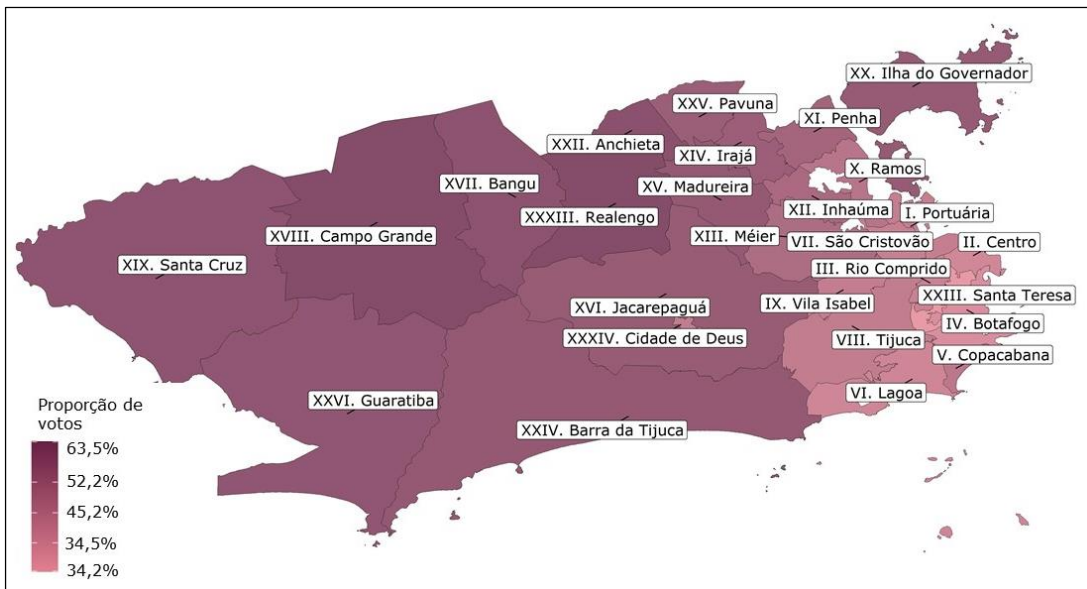 XX. Ilha do Governador
XXV. Pavuna
XI. Penha
XXII. Anchieta
XIV. Irajá
X. Ramos
XVII. Bangu
XV. Madureira
XII. Inhaúma
I. Portuária
XXXIII. Realengo
XVIII. Campo Grande
XIII. Méier
VII. São Cristovão
II. Centro
XIX. Santa Cruz
III. Rio Comprido
XXIII. Santa Teresa
XVI. Jacarepaguá
IX. Vila Isabel
IV. Botafogo
XXXIV. Cidade de Deus
VIII. Tijuca
V. Copacabana
VI. Lagoa
XXVI. Guaratiba
XXIV. Barra da Tijuca
Proporção de
votos
63,5%
52,2%
45,2%
34,5%
34,2%